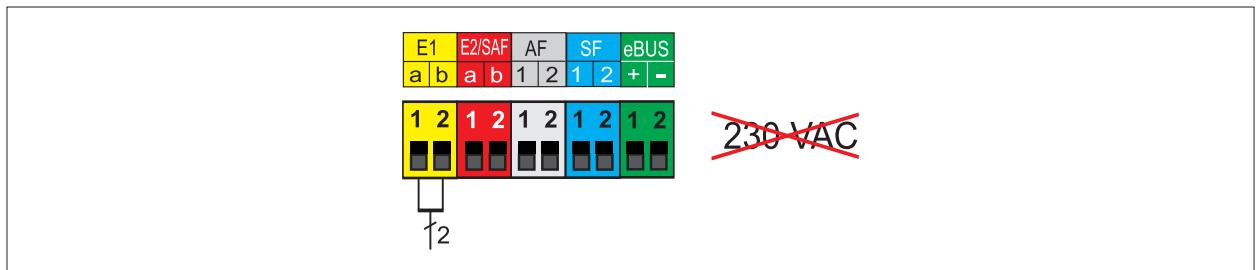 E1 E2/SAF AF SF eBUS
a b a b 1 2 1 2 + -
1 2 1 2 1 2 1 2 1 2
230 VAC
2